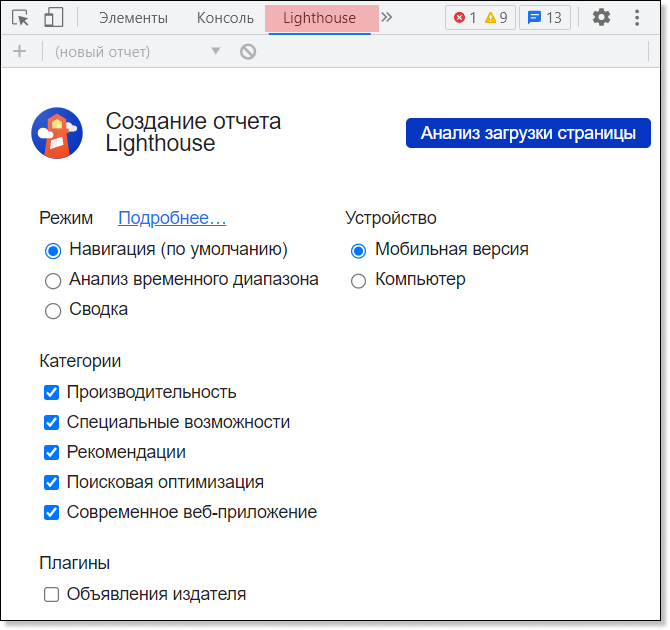 Элементы Консоль Lighthouse 1 9 13
(новый отчет)
Создание отчета
Lighthouse
Анализ загрузки страницы
Режим Подробнее…
Навигация (по умолчанию)
Анализ временного диапазона
Сводка
Устройство
Мобильная версия
Компьютер
Категории
Производительность
Специальные возможности
Рекомендации
Поисковая оптимизация
Современное веб-приложение
Плагины
Объявления издателя